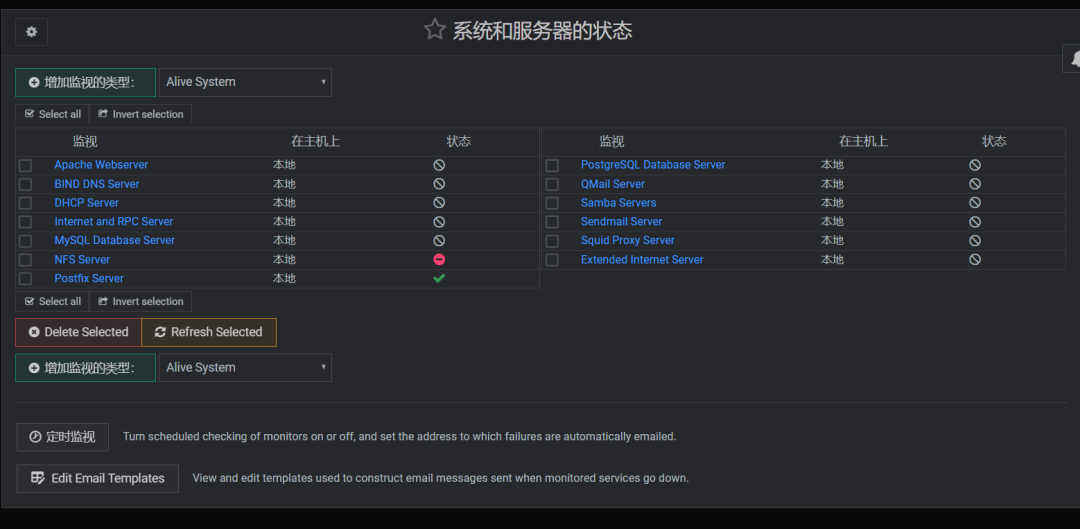 系统和服务器的状态
增加监视的类型: Alive System
Select all Invert selection
监视 在主机上 状态
Apache Webserver 本地
BIND DNS Server 本地
DHCP Server 本地
Internet and RPC Server 本地
MySQL Database Server 本地
NFS Server 本地
Postfix Server 本地
监视 在主机上 状态
PostgreSQL Database Server 本地
QMail Server 本地
Samba Servers 本地
Sendmail Server 本地
Squid Proxy Server 本地
Extended Internet Server 本地
Select all Invert selection
Delete Selected Refresh Selected
增加监视的类型: Alive System
定时监视 Turn scheduled checking of monitors on or off, and set the address to which failures are automatically emailed.
Edit Email Templates View and edit templates used to construct email messages sent when monitored services go down.